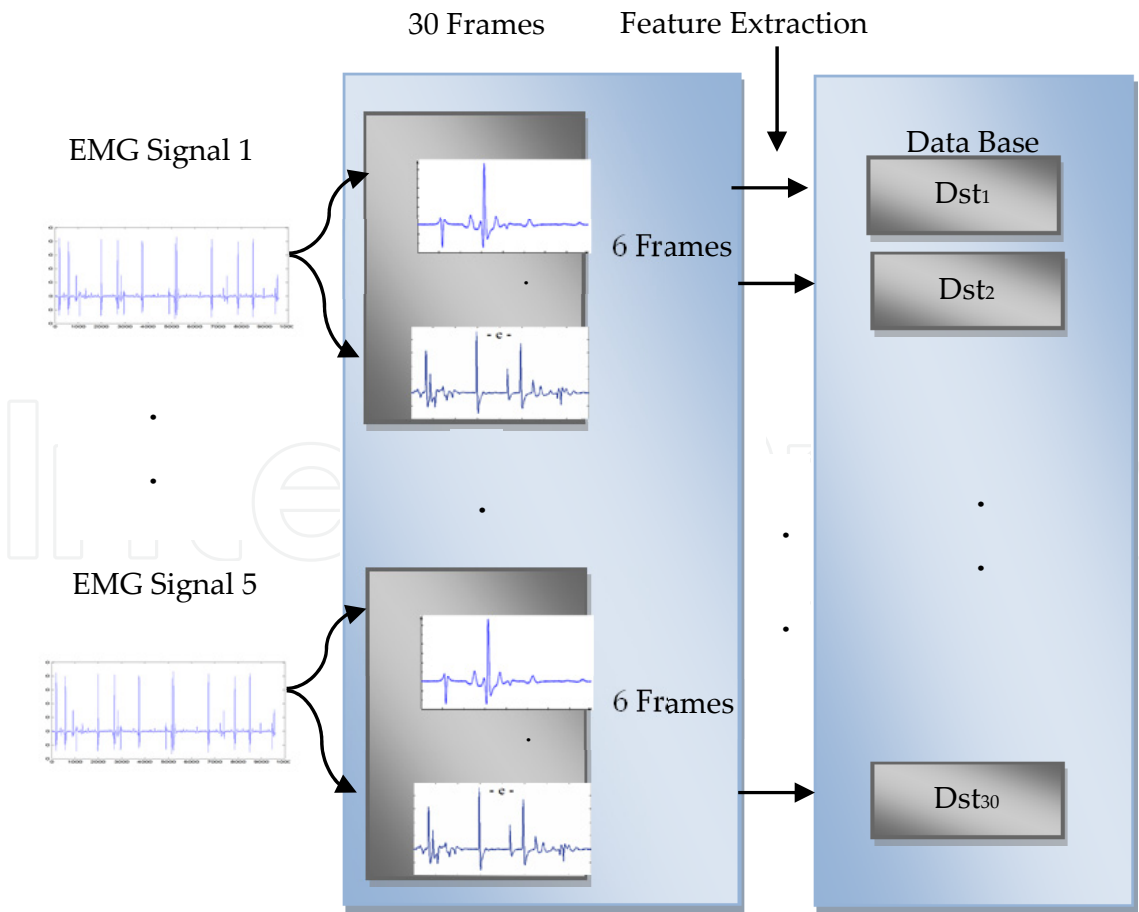 30 Frames
Feature Extraction
EMG Signal 1
Data Base
Dst1
6 Frames
Dst2
- e -
EMG Signal 5
6 Frames
- e -
Dst30